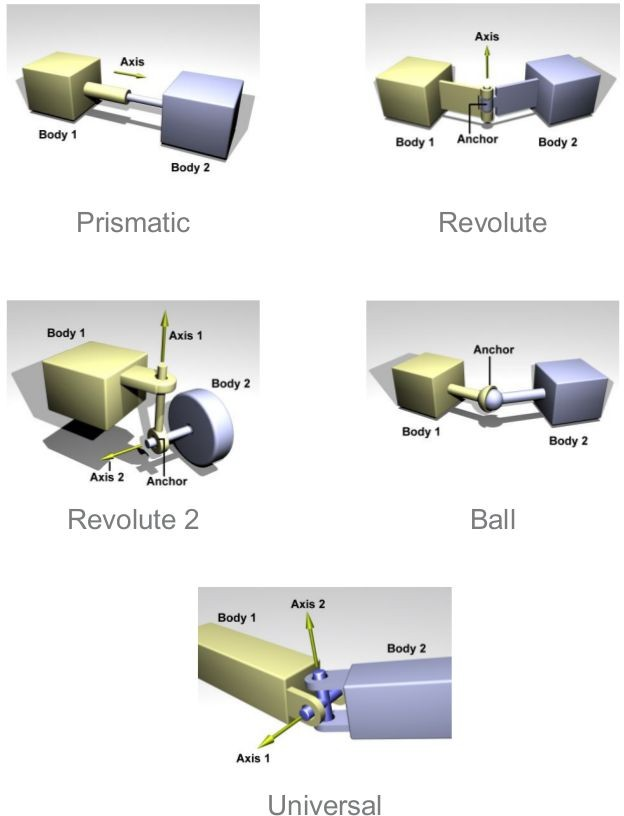 Axis
Body 1
Body 2
Prismatic
Axis
Body 1
Anchor
Body 2
Revolute
Body 1
Axis 1
Body 2
Axis 2
Anchor
Revolute 2
Anchor
Body 1
Body 2
Ball
Axis 2
Body 1
Body 2
Axis 1
Universal